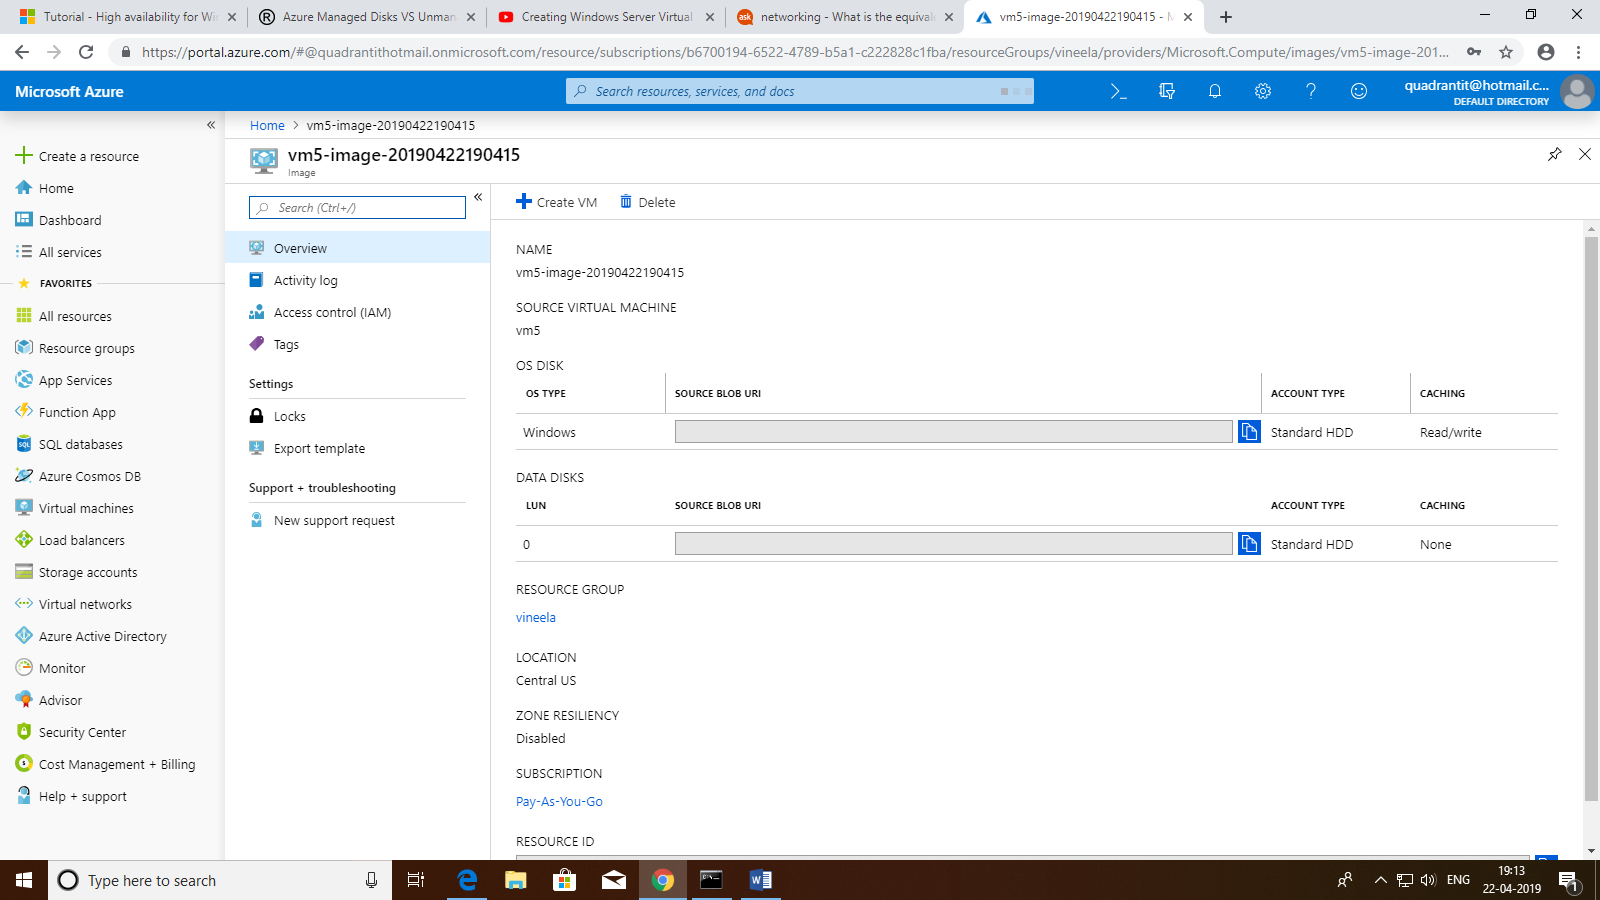 Tutorial - High availability for Wi
Azure Managed Disks VS Unman
Creating Windows Server Virtual
networking - What is the equival
vm5-image-20190422190415 - M
https://portal.azure.com/#@quadrantithotmail.onmicrosoft.com/resource/subscriptions/b6700194-6522-4789-b5a1-c222828c1fba/resourceGroups/vineela/providers/Microsoft.Compute/images/vm5-image-201...
Microsoft Azure
Search resources, services, and docs
quadrantit@hotmail.c...
DEFAULT DIRECTORY
Create a resource
Home
Dashboard
All services
FAVORITES
All resources
Resource groups
App Services
Function App
SQL databases
Azure Cosmos DB
Virtual machines
Load balancers
Storage accounts
Virtual networks
Azure Active Directory
Monitor
Advisor
Security Center
Cost Management + Billing
Help + support
Home > vm5-image-20190422190415
vm5-image-20190422190415
Image
Search (Ctrl+/)
Overview
Activity log
Access control (IAM)
Tags
Settings
Locks
Export template
Support + troubleshooting
New support request
Create VM Delete
NAME
vm5-image-20190422190415
SOURCE VIRTUAL MACHINE
vm5
OS DISK
OS TYPE SOURCE BLOB URI ACCOUNT TYPE CACHING
Windows Standard HDD Read/write
DATA DISKS
LUN SOURCE BLOB URI ACCOUNT TYPE CACHING
0 Standard HDD None
RESOURCE GROUP
vineela
LOCATION
Central US
ZONE RESILIENCY
Disabled
SUBSCRIPTION
Pay-As-You-Go
RESOURCE ID
Type here to search
ENG
19:13
22-04-2019
1